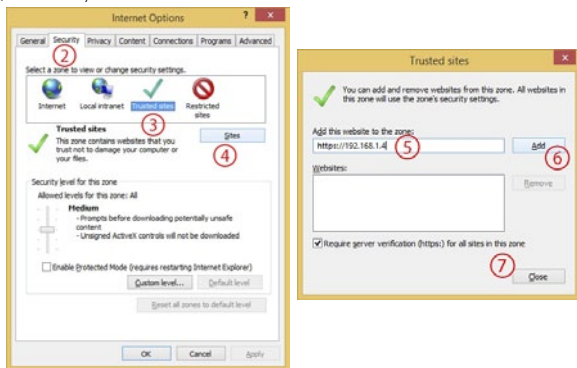 Internet Options
?
x
General Security Privacy Content Connections Programs Advanced
2
Select a zone to view or change security settings.
Internet Local intranet Trusted sites Restricted sites
3
Trusted sites
This zone contains websites that you
trust not to damage your computer or
your files.
Sites
4
Security level for this zone
Allowed levels for this zone: All
Medium
- Prompts before downloading potentially unsafe
content
- Unsigned ActiveX controls will not be downloaded
Enable Protected Mode (requires restarting Internet Explorer)
Custom level... Default level
Reset all zones to default level
OK Cancel Apply
Trusted sites
x
You can add and remove websites from this zone. All websites in
this zone will use the zone's security settings.
Add this website to the zone:
https://192.168.1.4
5
Add
6
Websites:
Remove
Require server verification (https:) for all sites in this zone
7
Close